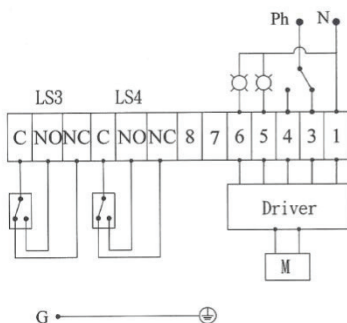 Ph N
LS3 LS4
C NO NC C NO NC 8 7 6 5 4 3 1
Driver
M
G